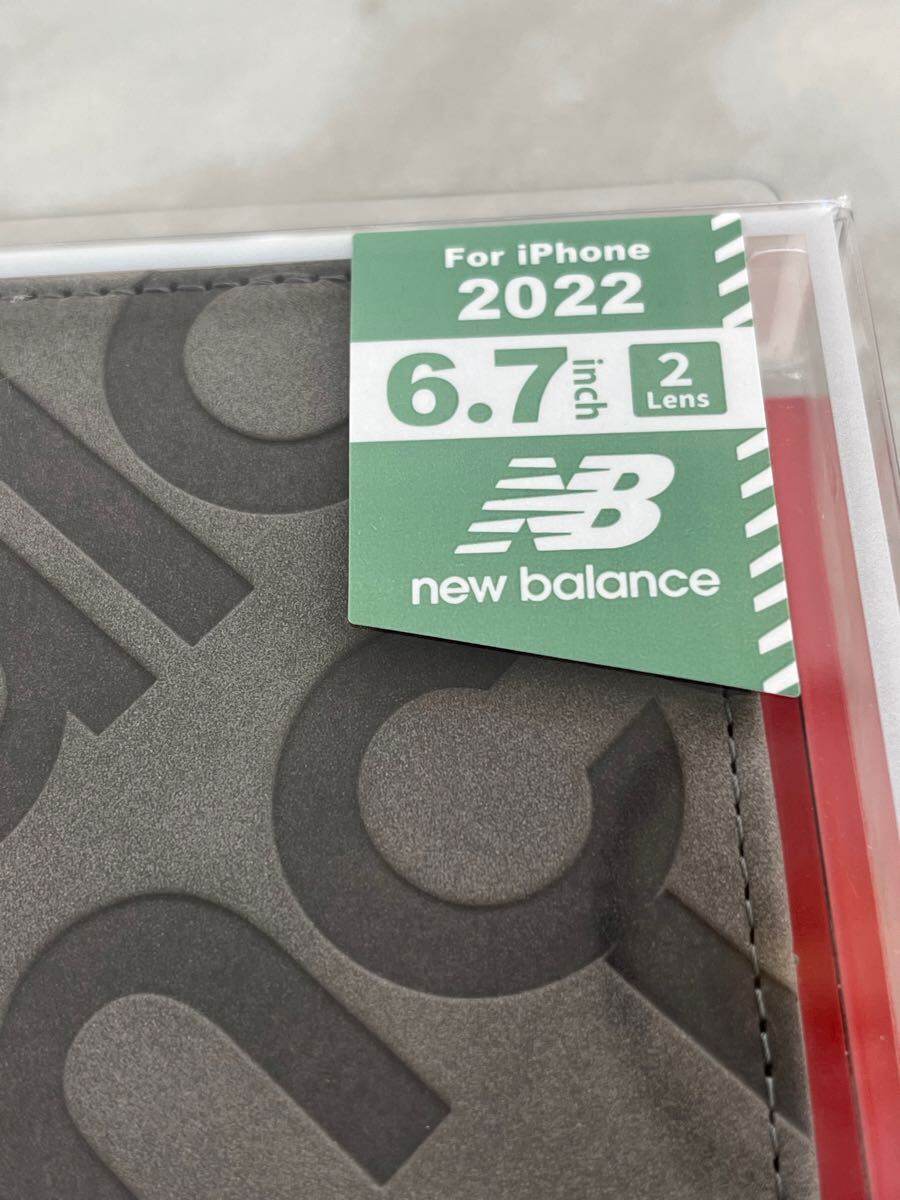 For iPhone
2022
6.7 inch
2 Lens
NB
new balance